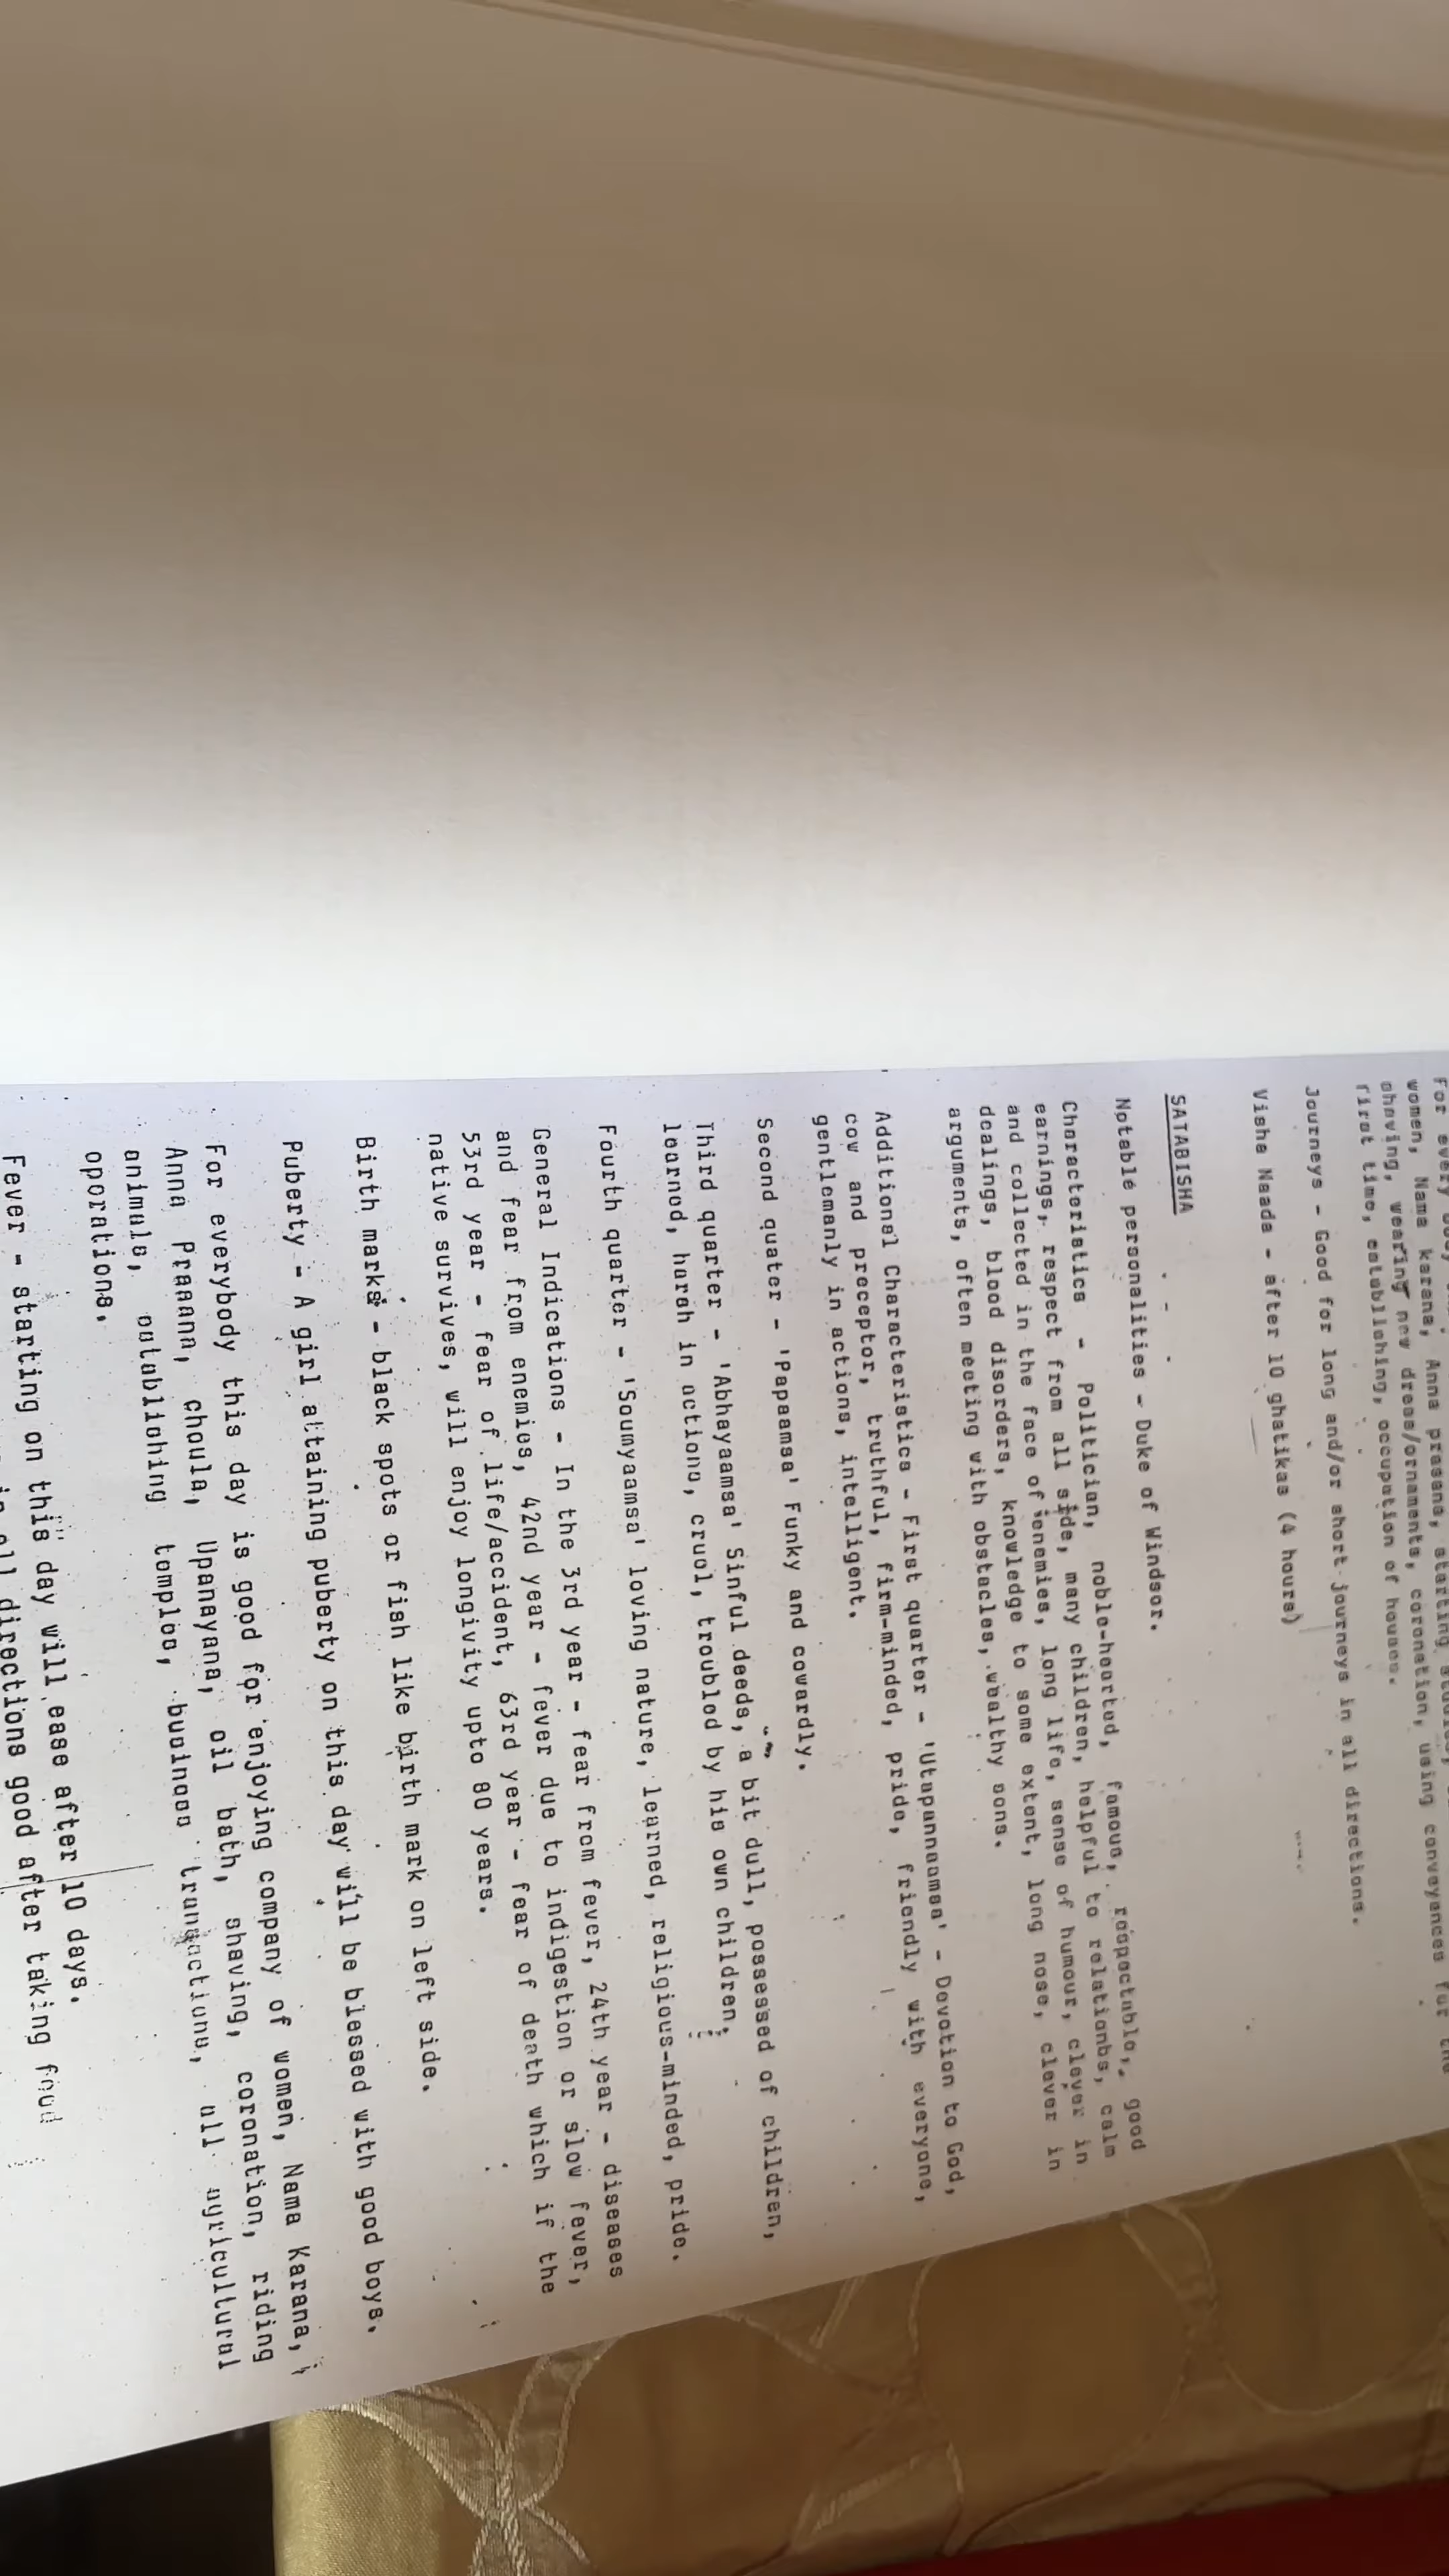 women, Nama karana, Anna prasana, starting
shaving, wearing new dress/ornaments, coronation, using conveyances for the
first time, establishing, occupation of houses.
Journeys - Good for long and/or short journeys in all directions.
Visha Naada - after 10 ghatikas (4 hours)
SATABISHA
Notable personalities - Duke of Windsor.
Characteristics - Politician, noble-hearted, famous, respectable, good
earnings, respect from all side, many children, helpful to relationbs, calm
and collected in the face of enemies, long life, sense of humour, clever in
dealings, blood disorders, knowledge to some extent, long nose, clever in
arguments, often meeting with obstacles, wealthy sons.
Additional Characteristics - First quarter - 'Utapannaamsa' - Devotion to God,
cow and preceptor, truthful, firm-minded, pride, friendly with everyone,
gentlemanly in actions, intelligent.
Second quater - 'Papaamsa' Funky and cowardly.
Third quarter - 'Abhayaamsa' Sinful deeds, a bit dull, possessed of children,
learned, harsh in actions, cruel, troubled by his own children.
Fourth quarter - 'Soumyaamsa' loving nature, learned, religious-minded, pride.
General Indications - In the 3rd year - fear from fever, 24th year - diseases
and fear from enemies, 42nd year - fever due to indigestion or slow fever,
53rd year - fear of life/accident, 63rd year - fear of death which if the
native survives, will enjoy longivity upto 80 years.
Birth marks - black spots or fish like birth mark on left side.
Puberty - A girl attaining puberty on this day will be blessed with good boys.
For everybody this day is good for enjoying company of women, Nama Karana,
Anna Prasana, choula, Upanayana, oil bath, shaving, coronation, riding
animals, establishing temples, business transactions, all agricultural
operations.
Fever - starting on this day will ease after 10 days.
all directions good after taking food